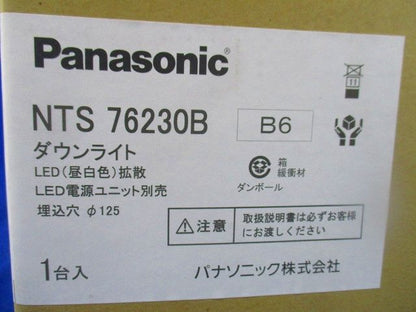 Panasonic®
NTS 76230B
B6
ダウンライト
LED(昼白色)拡散
LED電源ユニット別売
埋込穴 φ125
箱
緩衝材
ダンボール
注意
取扱説明書は必ずお客様
にお渡しください
1台入
パナソニック株式会社